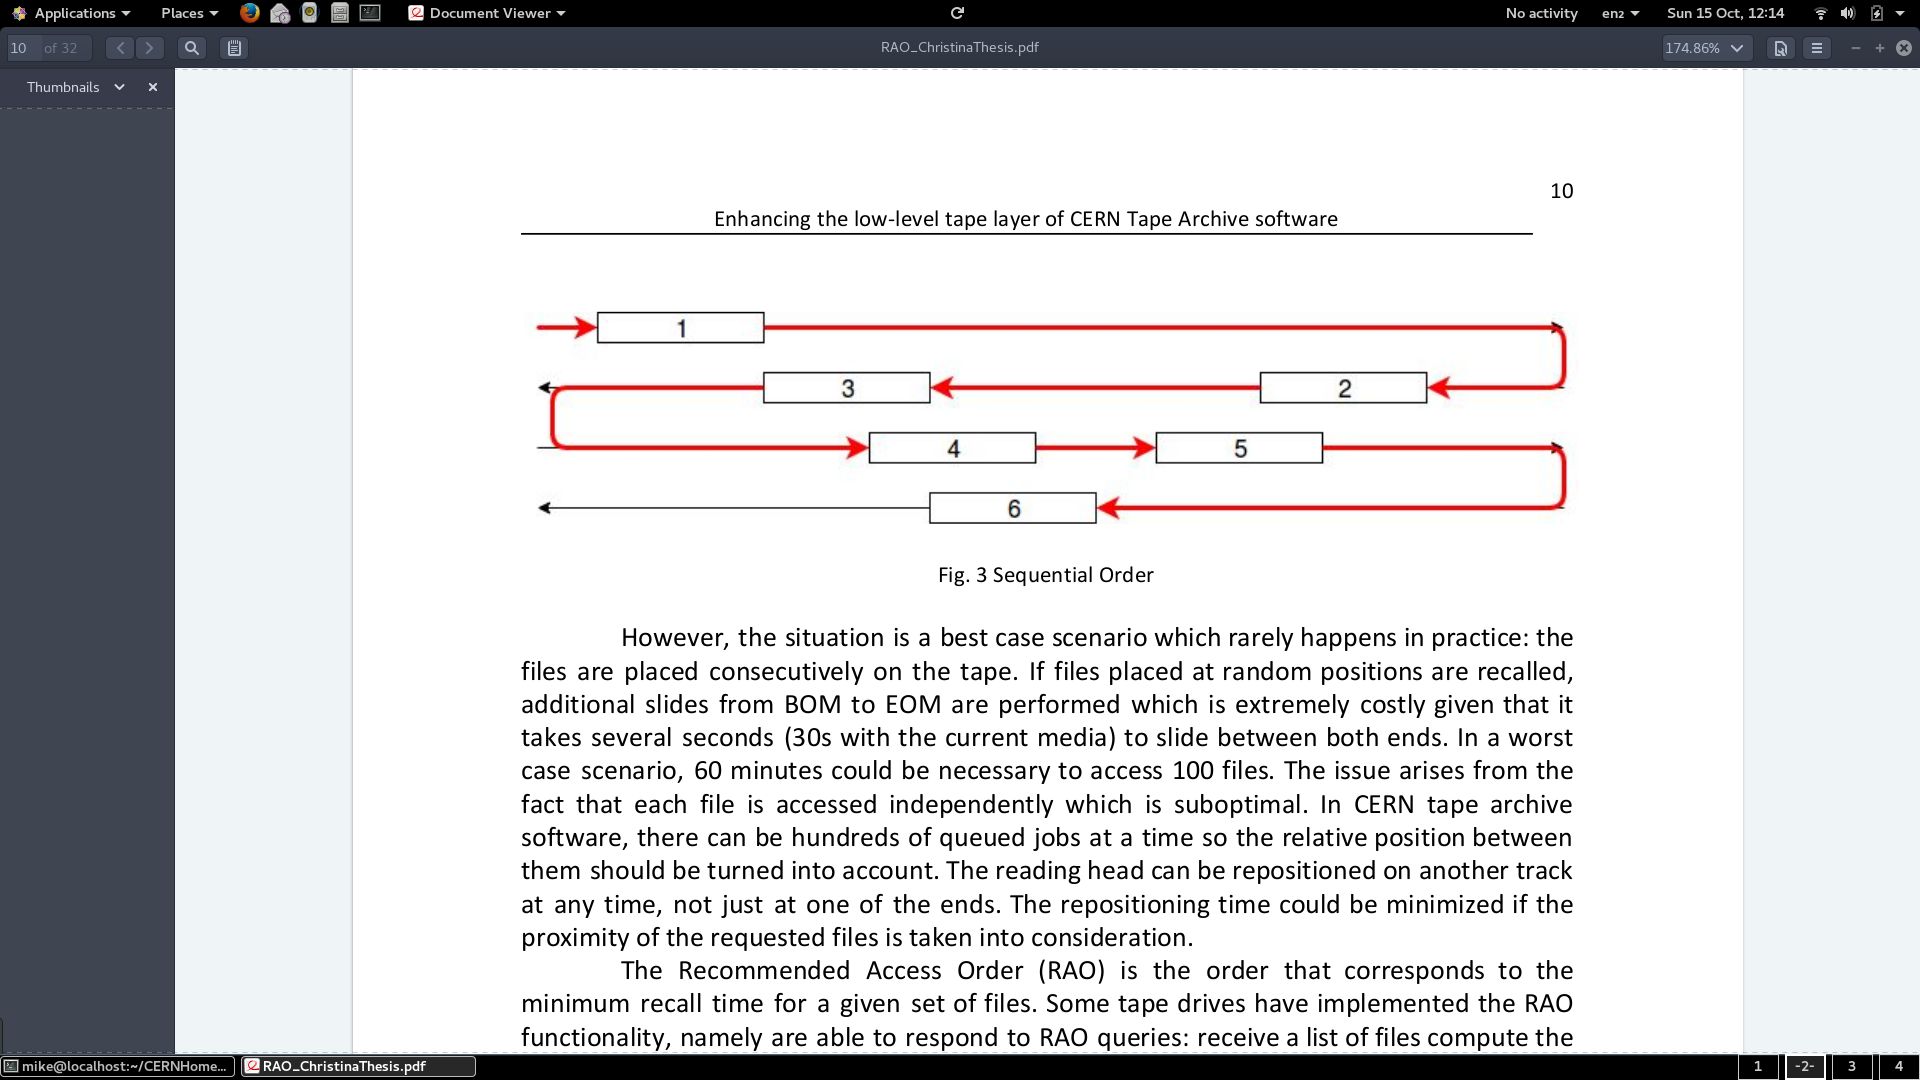 Applications Places Document Viewer No activity en2 Sun 15 Oct, 12:14
10 of 32 RAO_ChristinaThesis.pdf 174.86%
Thumbnails
10
Enhancing the low-level tape layer of CERN Tape Archive software
1
3 2
4 5
6
Fig. 3 Sequential Order
However, the situation is a best case scenario which rarely happens in practice: the
files are placed consecutively on the tape. If files placed at random positions are recalled,
additional slides from BOM to EOM are performed which is extremely costly given that it
takes several seconds (30s with the current media) to slide between both ends. In a worst
case scenario, 60 minutes could be necessary to access 100 files. The issue arises from the
fact that each file is accessed independently which is suboptimal. In CERN tape archive
software, there can be hundreds of queued jobs at a time so the relative position between
them should be turned into account. The reading head can be repositioned on another track
at any time, not just at one of the ends. The repositioning time could be minimized if the
proximity of the requested files is taken into consideration.
The Recommended Access Order (RAO) is the order that corresponds to the
minimum recall time for a given set of files. Some tape drives have implemented the RAO
functionality, namely are able to respond to RAO queries: receive a list of files compute the
mike@localhost:~/CERNHome... RAO_ChristinaThesis.pdf 1 -2- 3 4